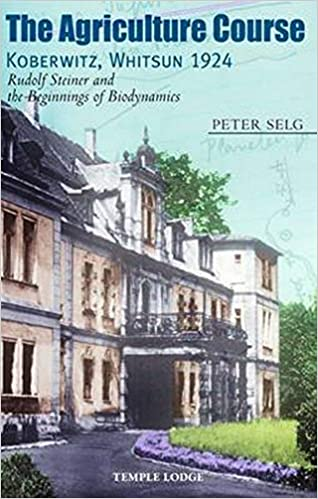 The Agriculture Course
KOBERWITZ, WHITSUN 1924
Rudolf Steiner and
the Beginnings of Biodynamics
PETER SELG
TEMPLE LODGE